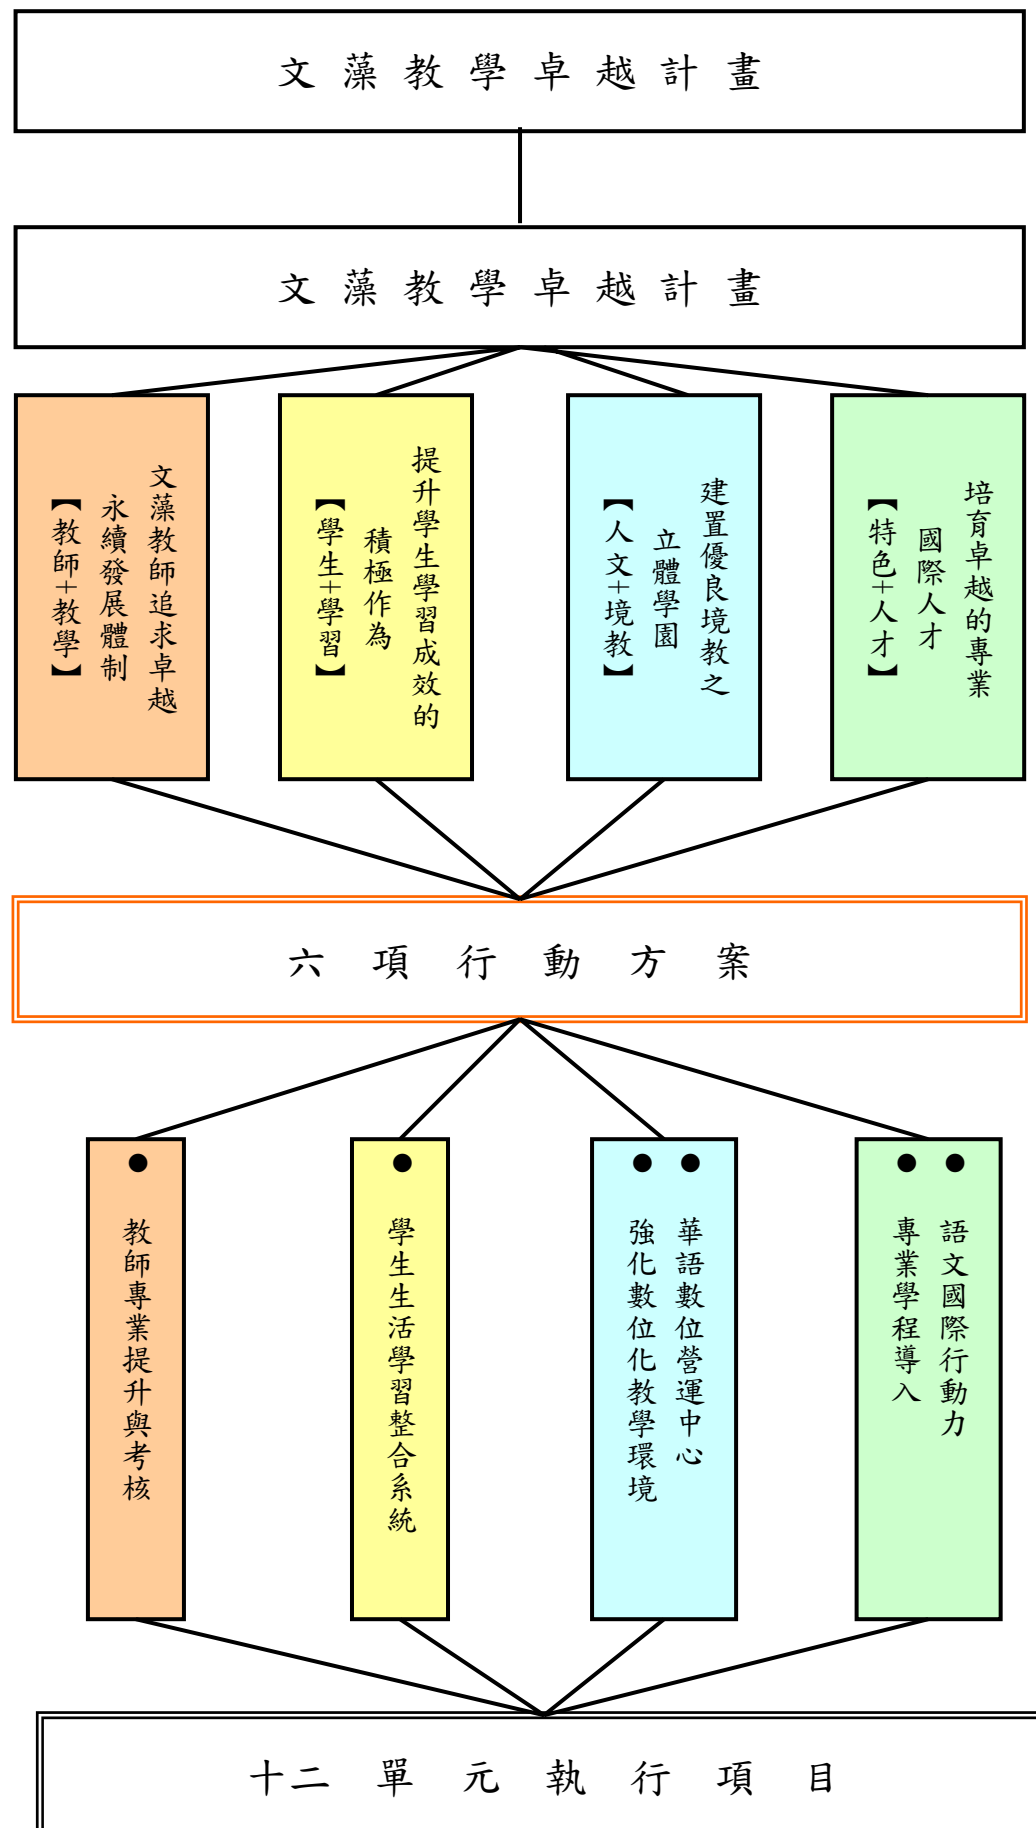 文藻教學卓越計畫
文藻教學卓越計畫
文藻教師追求卓越
永續發展體制
【教師+教學】
提升學生學習成效的
積極作為
【學生+學習】
建置優良境教之
立體學園
【人文+境教】
培育卓越的專業
國際人才
【特色+人才】
六項行動方案
● 教師專業提升與考核
● 學生生活學習整合系統
● 華語數位營運中心
● 強化數位化教學環境
● 語文國際行動力
● 專業學程導入
十二單元執行項目